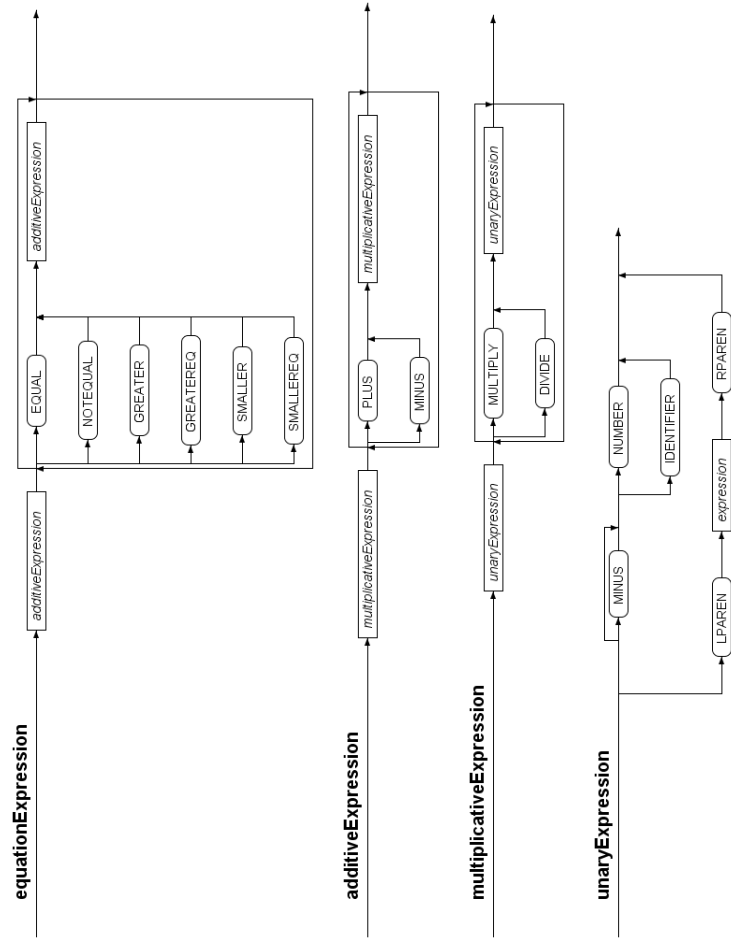 equationExpression
additiveExpression
EQUAL
additiveExpression
NOTEQUAL
GREATER
GREATEREQ
SMALLER
SMALLEREQ
additiveExpression
multiplicativeExpression
PLUS
multiplicativeExpression
MINUS
multiplicativeExpression
unaryExpression
MULTIPLY
unaryExpression
DIVIDE
unaryExpression
MINUS
NUMBER
IDENTIFIER
LPAREN
expression
RPAREN